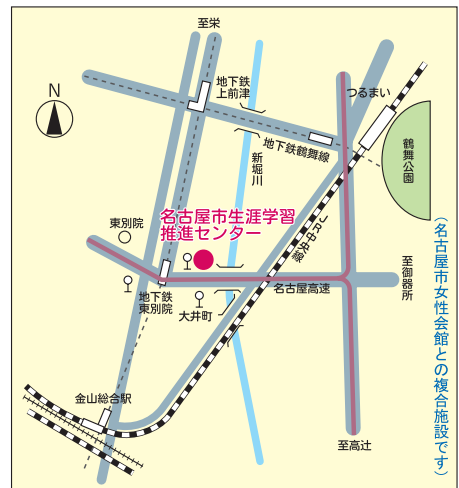 至栄
地下鉄
上前津
つるまい
N
地下鉄鶴舞線
鶴舞公園
新堀川
名古屋市生涯学習
推進センター
東別院
JR中央線
(名古屋市女性会館との複合施設です)
至御器所
地下鉄
東別院
大井町
名古屋高速
金山総合駅
至高辻